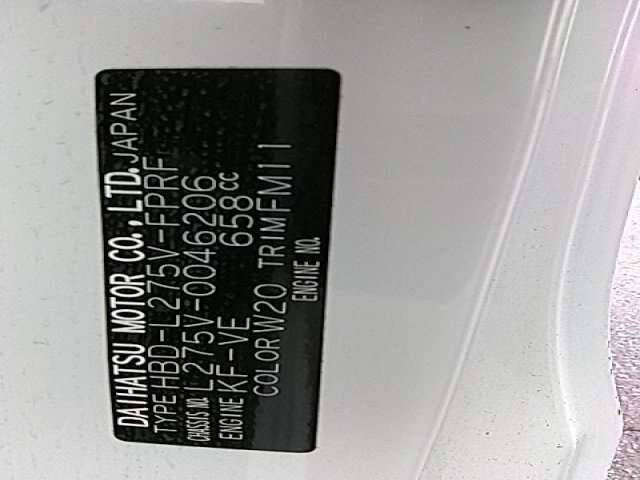 DAIHATSU MOTOR CO., LTD. JAPAN
TYPE HBD-L275V-FPRF
CHASSIS NO. L275V-0046206
ENGINE KF-VE 658cc
COLOR W20 TRIM FM11
ENGINE NO.